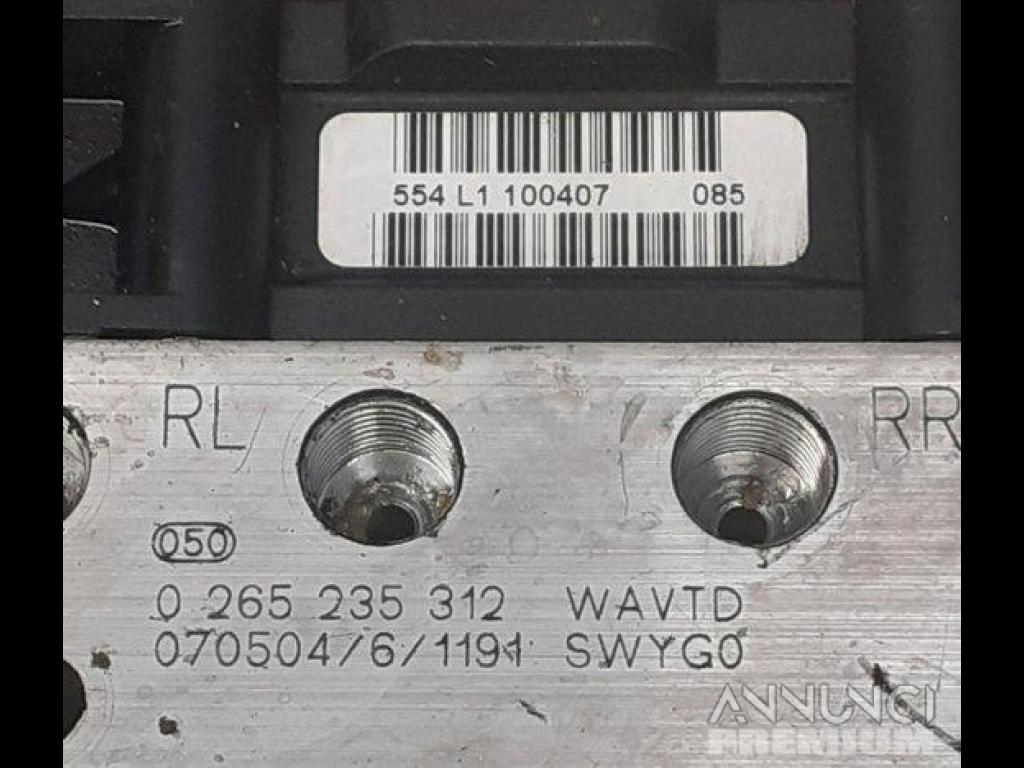 554 L1 100407 085
RL RR
050
0 265 235 312 WAVTD
070504/6/1191 SWYG0
ANNUNCI
PREMIUM